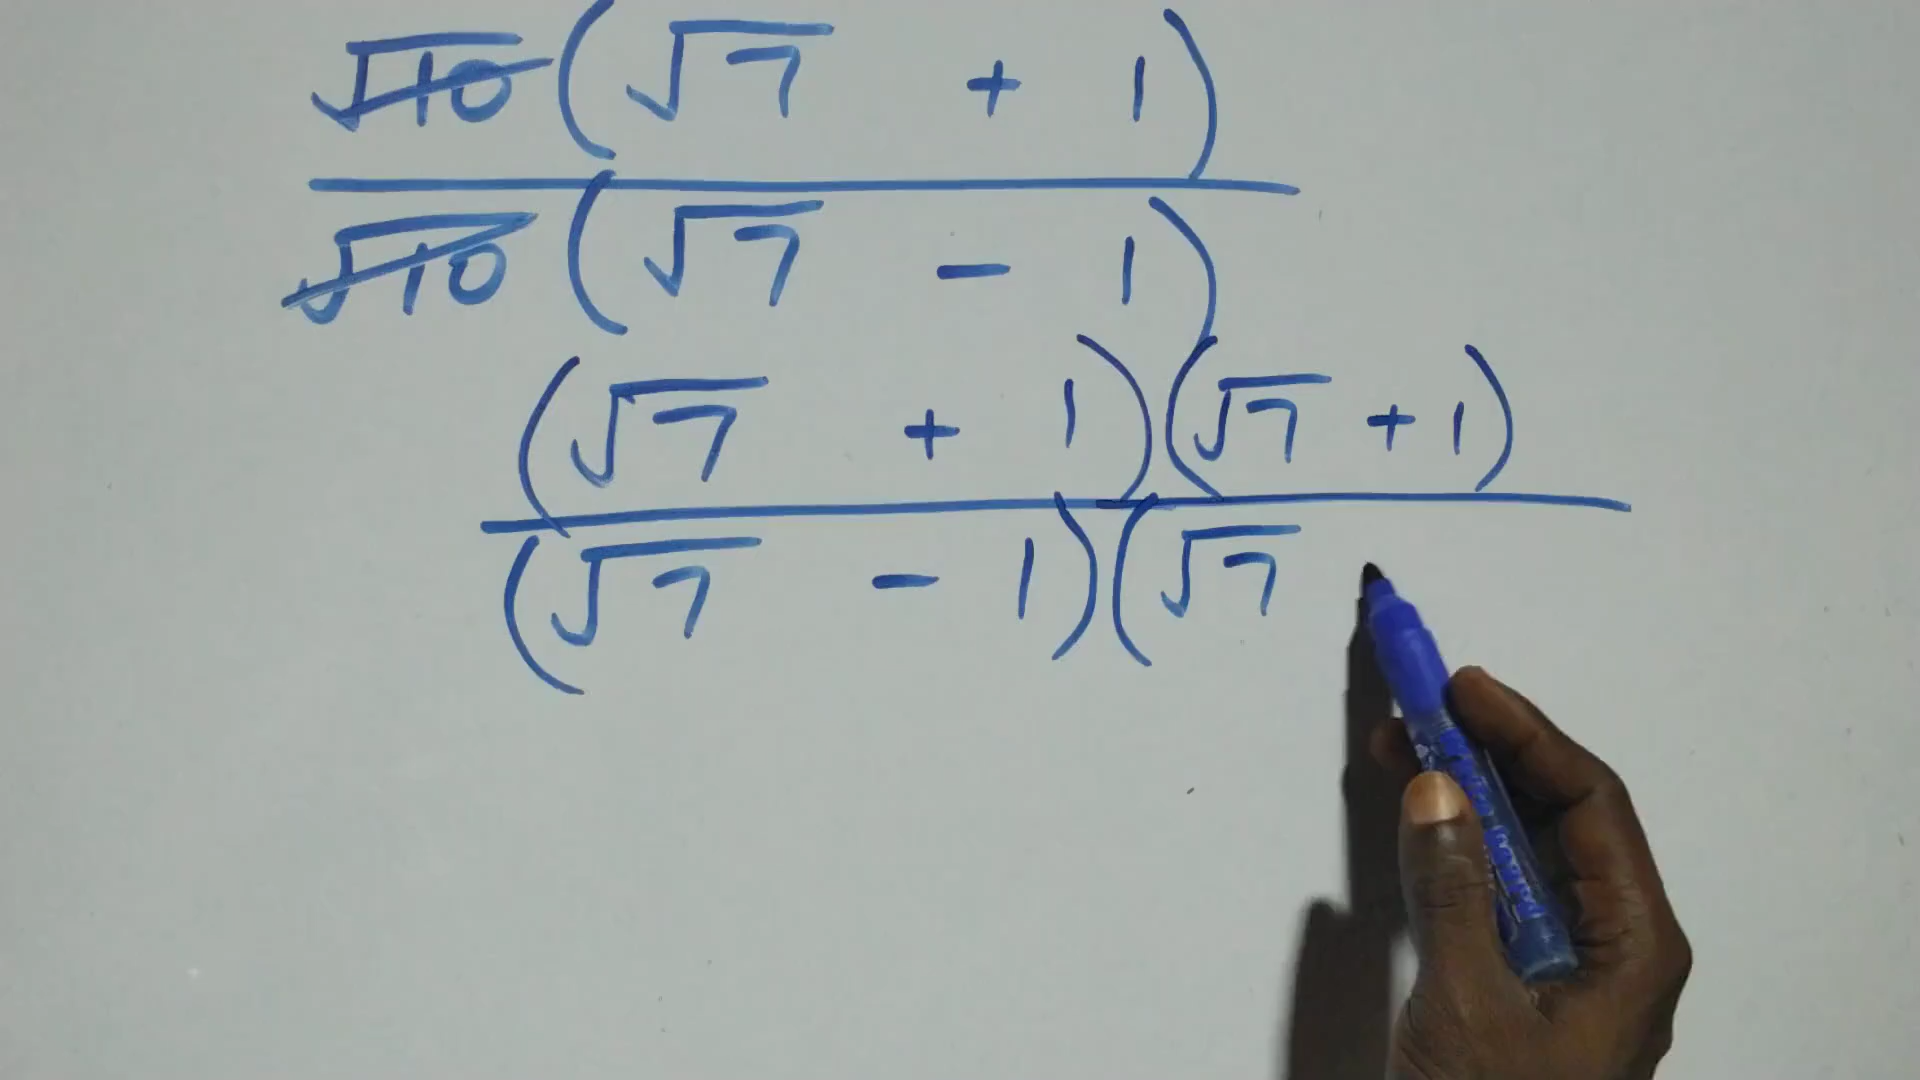 √10(√7 + 1)
√10(√7 - 1)
(√7 + 1)(√7 + 1)
(√7 - 1)(√7